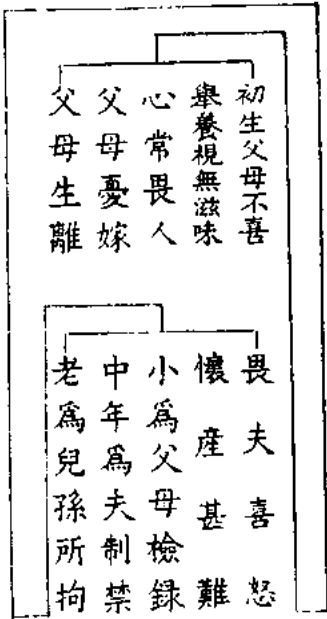 初生父母不喜
舉養視無滋味
心常畏人
父母憂嫁
父母生離
畏夫喜怒
懷產甚難
小爲父母檢録
中年爲夫制禁
老爲兒孫所拘